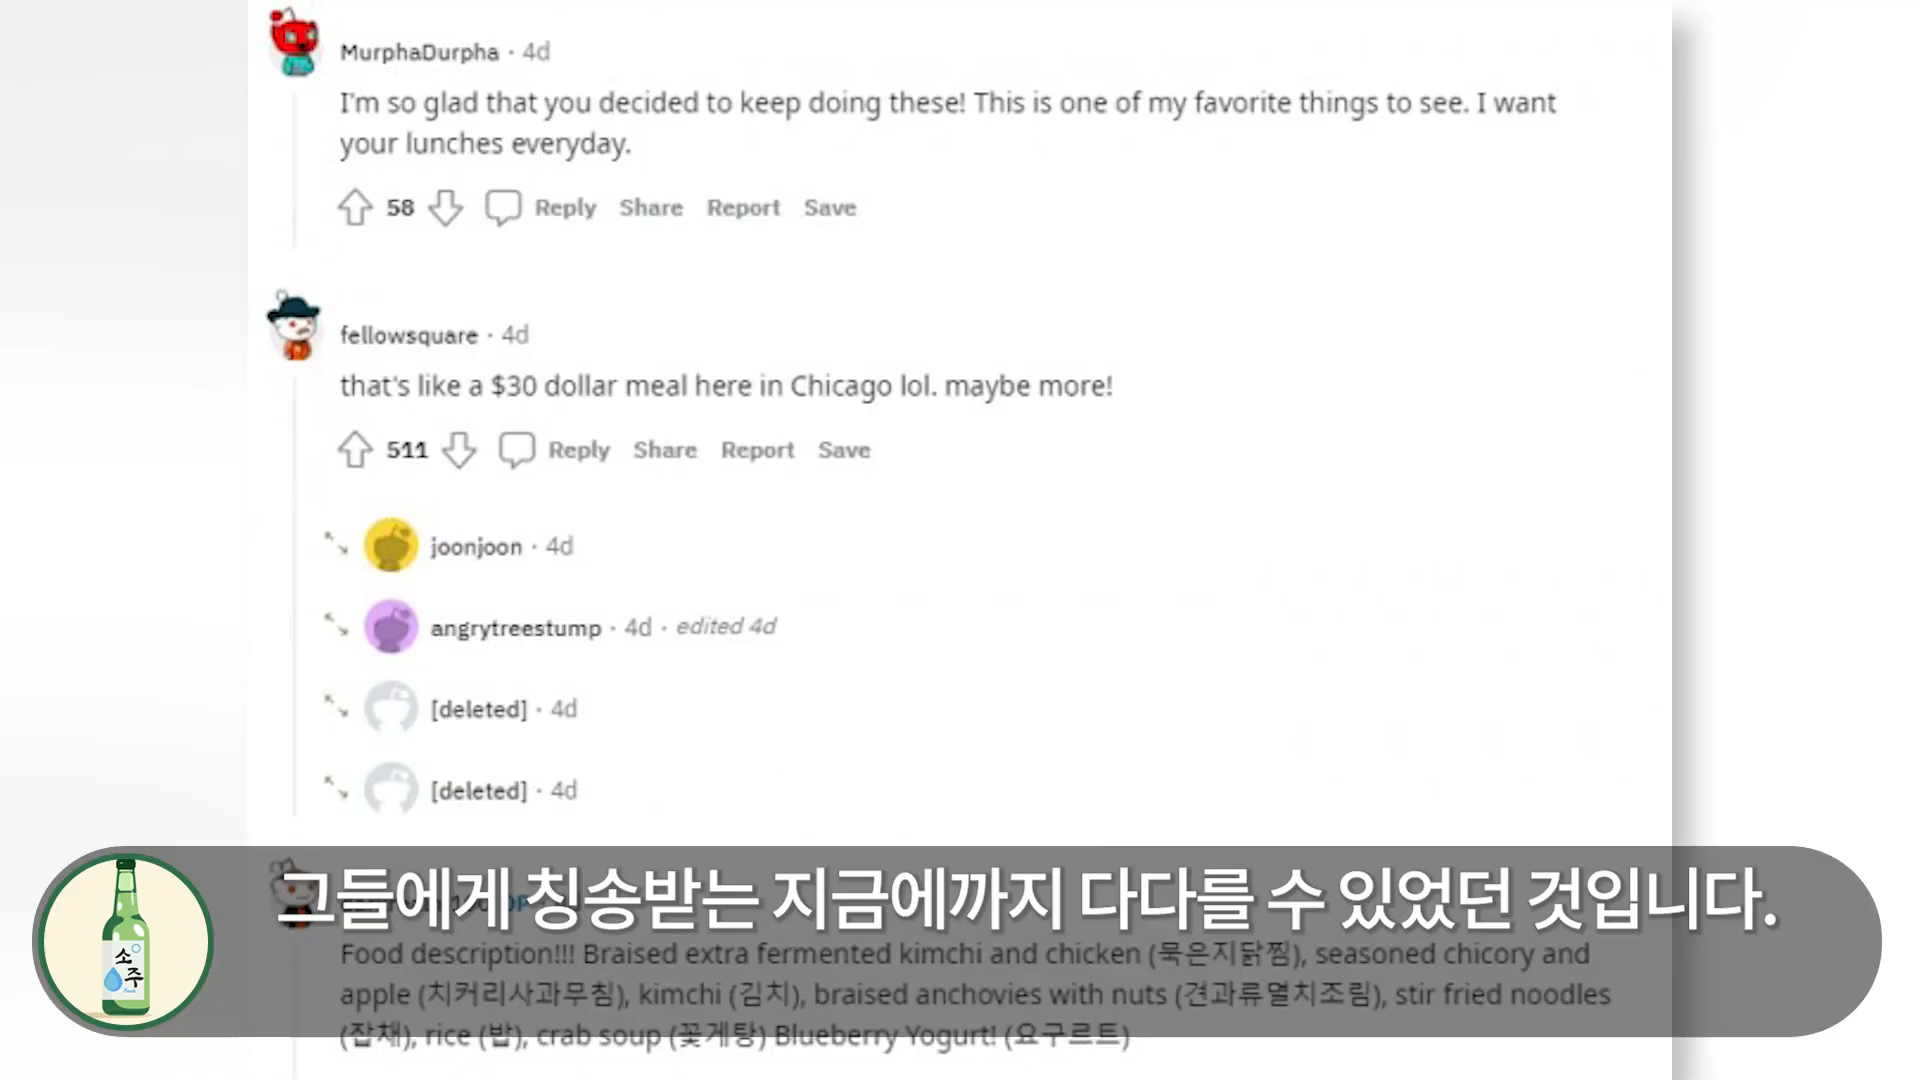 MurphaDurpha · 4d
I'm so glad that you decided to keep doing these! This is one of my favorite things to see. I want
your lunches everyday.
58 Reply Share Report Save
fellowsquare · 4d
that's like a $30 dollar meal here in Chicago lol. maybe more!
511 Reply Share Report Save
joonjoon · 4d
angrytreestump · 4d · edited 4d
[deleted] · 4d
[deleted] · 4d
그들에게 칭송받는 지금에까지 다다를 수 있었던 것입니다.
소주
Food description!!! Braised extra fermented kimchi and chicken (묵은지닭찜), seasoned chicory and
apple (치커리사과무침), kimchi (김치), braised anchovies with nuts (견과류멸치조림), stir fried noodles
(잡채), rice (밥), crab soup (꽃게탕) Blueberry Yogurt! (요구르트)